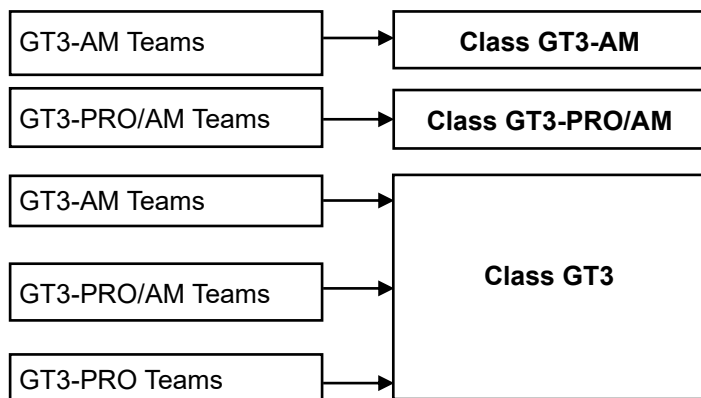 GT3-AM Teams
Class GT3-AM
GT3-PRO/AM Teams
Class GT3-PRO/AM
GT3-AM Teams
GT3-PRO/AM Teams
Class GT3
GT3-PRO Teams